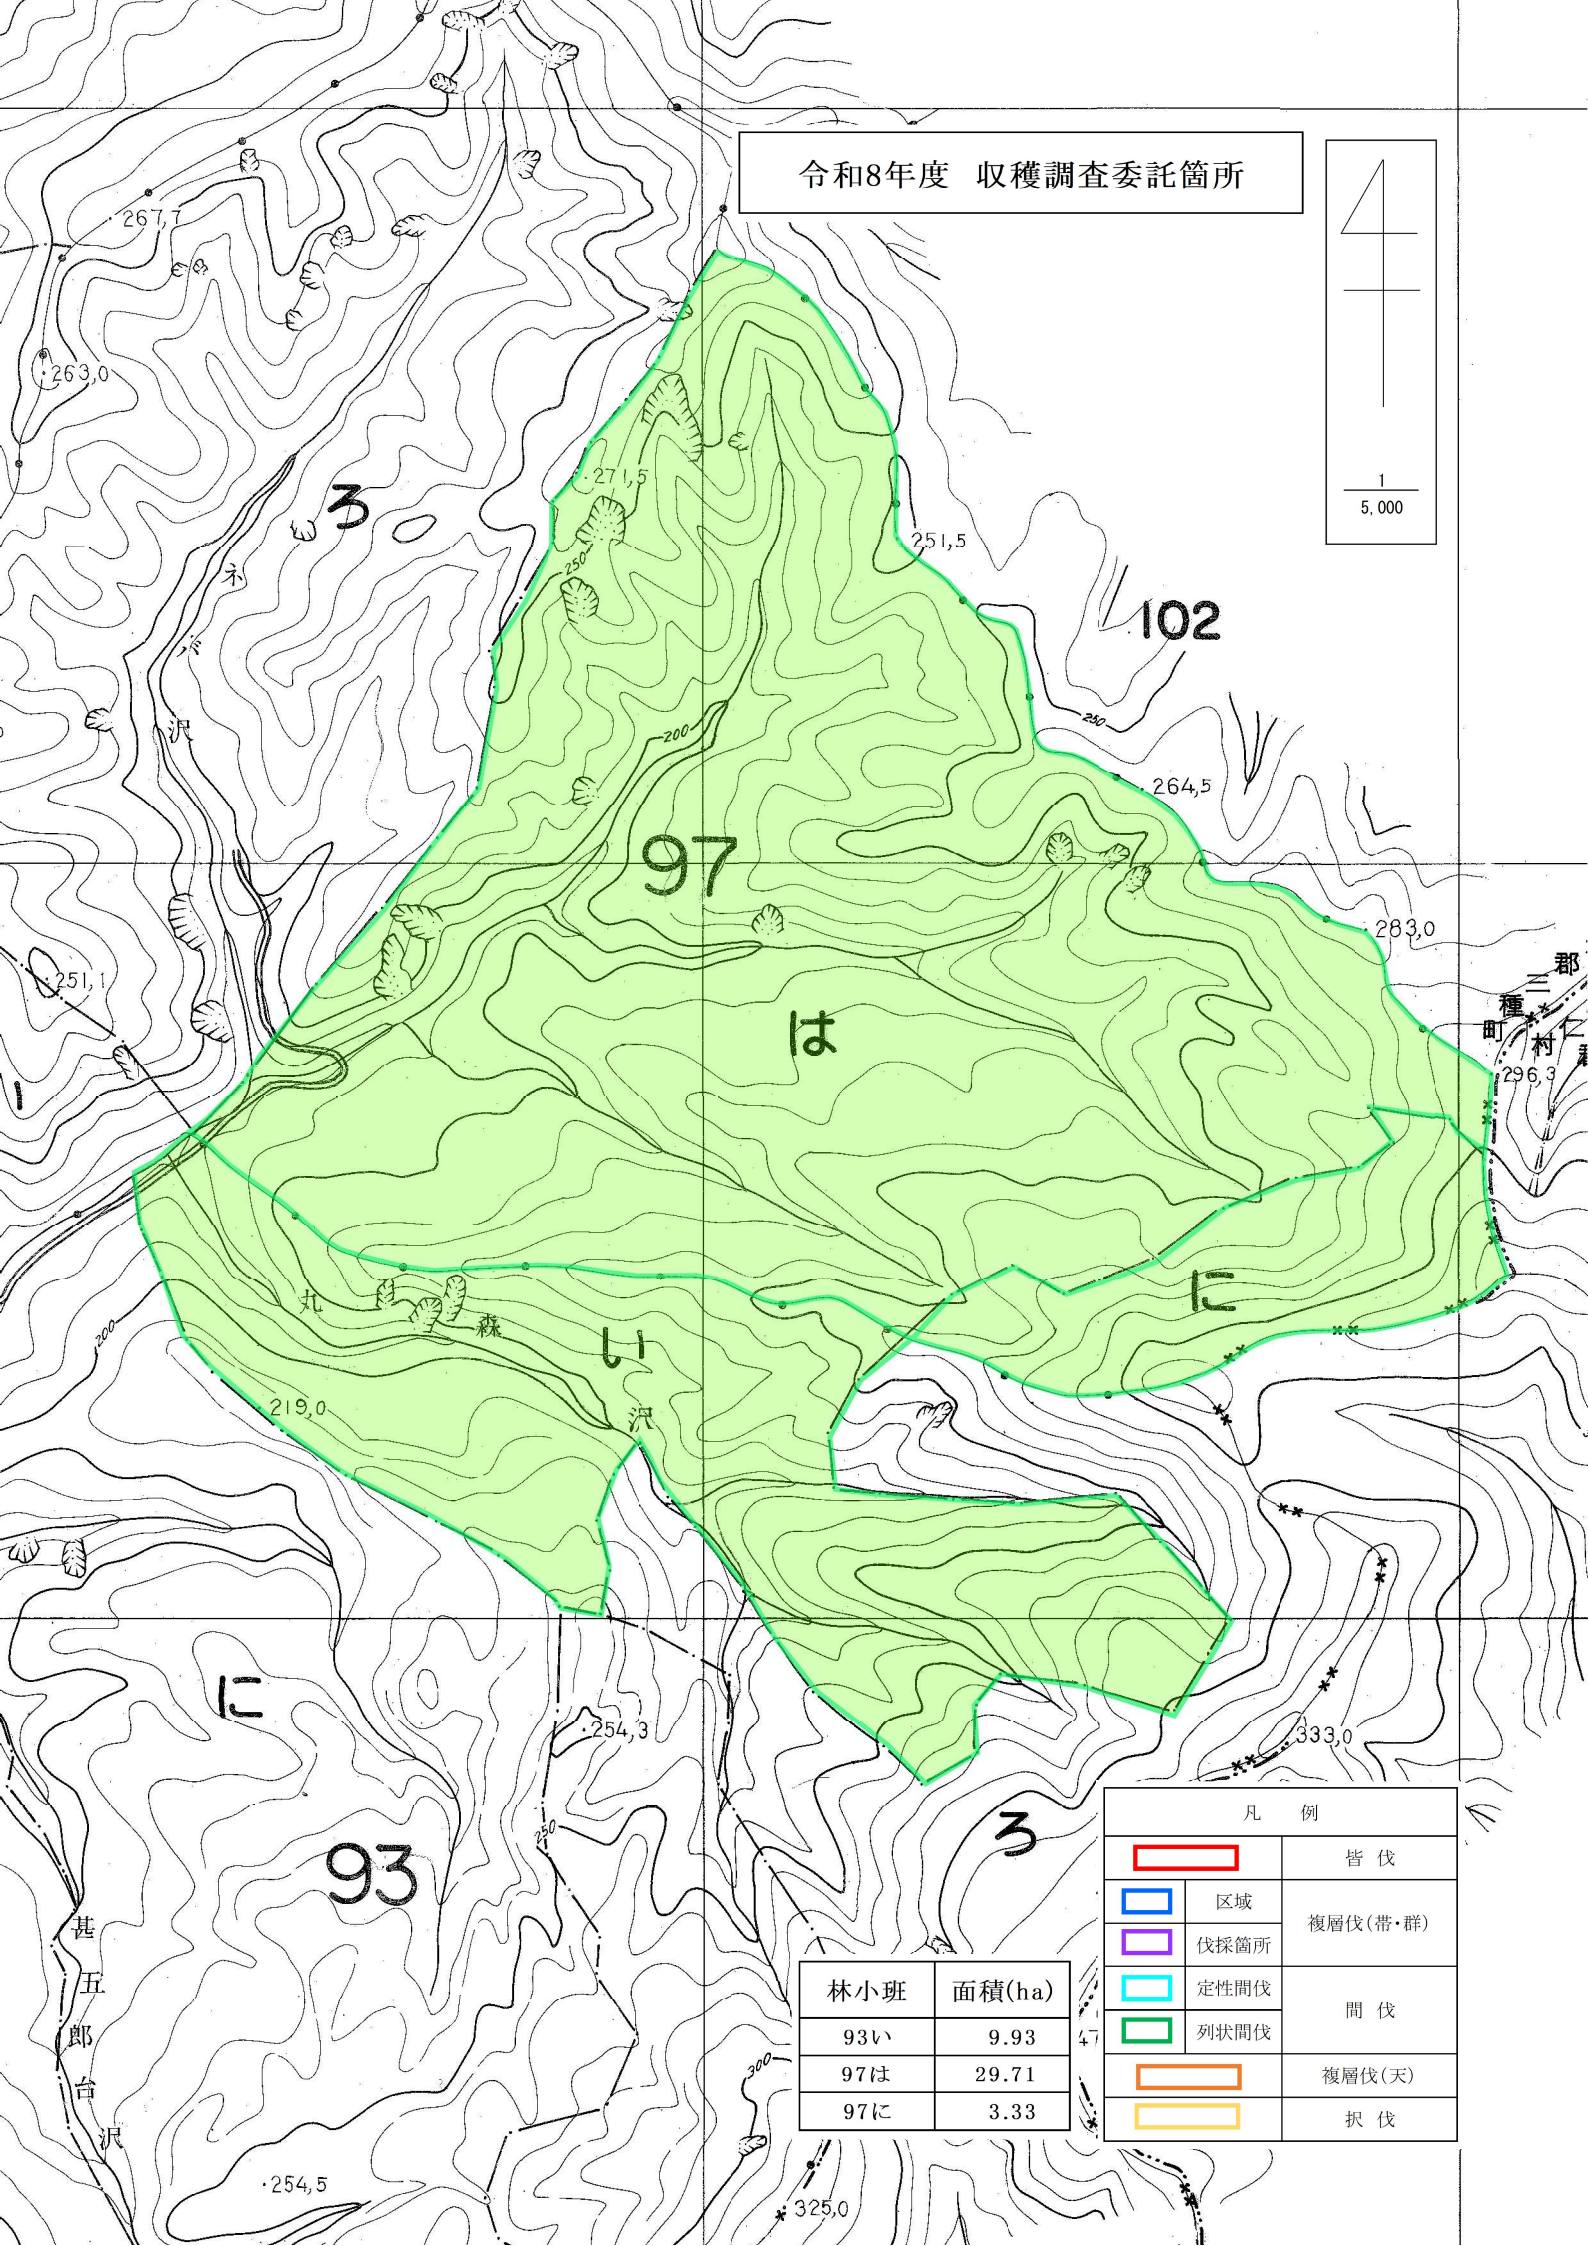 令和8年度 収穫調査委託箇所
1
5,000
267,7
263,0
271,5
ろ
250
251,5
ネ
バ
沢
102
250
264,5
200
97
283,0
251,1
は
郡
三
種
町
仁
村
296,3
い
に
丸
森
沢
200
219,0
に
254,3
333,0
250
ろ
93
甚
五
郎
台
沢
254,5
300
325,0
47
林小班 面積(ha)
93い 9.93
97は 29.71
97に 3.33
凡 例
皆 伐
区域
複層伐(帯・群)
伐採箇所
定性間伐
間 伐
列状間伐
複層伐(天)
択 伐